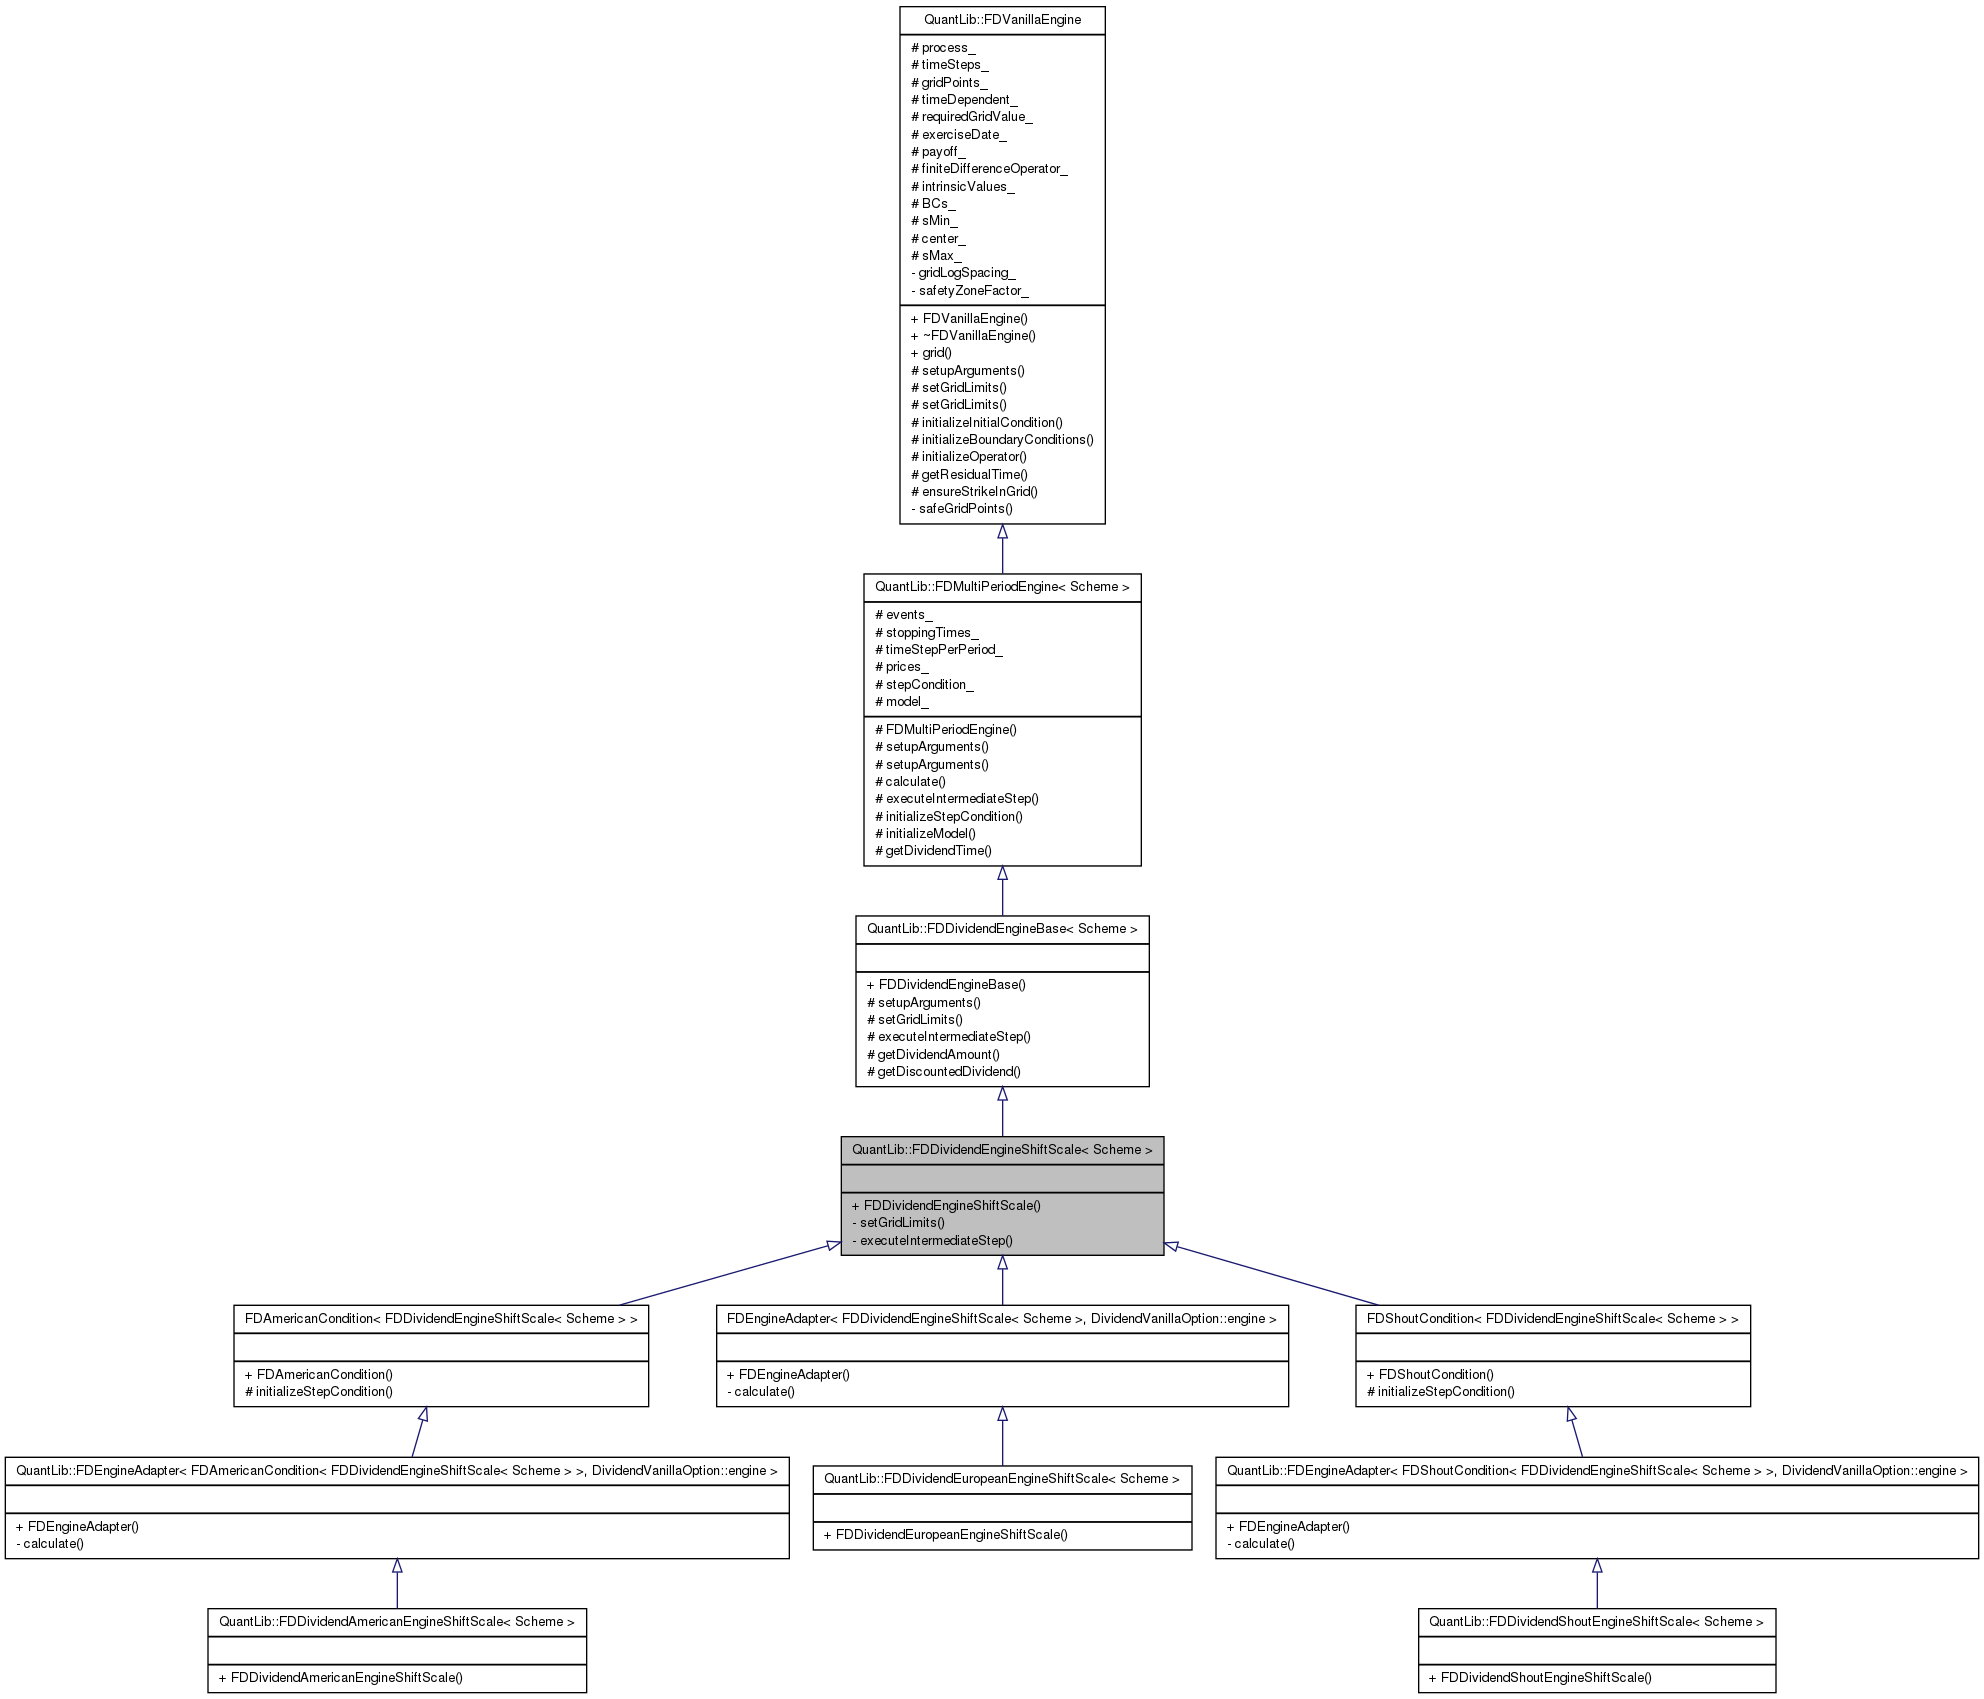 QuantLib::FDVanillaEngine
# process_
# timeSteps_
# gridPoints_
# timeDependent_
# requiredGridValue_
# exerciseDate_
# payoff_
# finiteDifferenceOperator_
# intrinsicValues_
# BCs_
# sMin_
# center_
# sMax_
- gridLogSpacing_
- safetyZoneFactor_
+ FDVanillaEngine()
+ ~FDVanillaEngine()
+ grid()
# setupArguments()
# setGridLimits()
# setGridLimits()
# initializeInitialCondition()
# initializeBoundaryConditions()
# initializeOperator()
# getResidualTime()
# ensureStrikeInGrid()
- safeGridPoints()
QuantLib::FDMultiPeriodEngine< Scheme >
# events_
# stoppingTimes_
# timeStepPerPeriod_
# prices_
# stepCondition_
# model_
# FDMultiPeriodEngine()
# setupArguments()
# setupArguments()
# calculate()
# executeIntermediateStep()
# initializeStepCondition()
# initializeModel()
# getDividendTime()
QuantLib::FDDividendEngineBase< Scheme >
+ FDDividendEngineBase()
# setupArguments()
# setGridLimits()
# executeIntermediateStep()
# getDividendAmount()
# getDiscountedDividend()
QuantLib::FDDividendEngineShiftScale< Scheme >
+ FDDividendEngineShiftScale()
- setGridLimits()
- executeIntermediateStep()
FDAmericanCondition< FDDividendEngineShiftScale< Scheme > >
+ FDAmericanCondition()
# initializeStepCondition()
FDEngineAdapter< FDDividendEngineShiftScale< Scheme >, DividendVanillaOption::engine >
+ FDEngineAdapter()
- calculate()
FDShoutCondition< FDDividendEngineShiftScale< Scheme > >
+ FDShoutCondition()
# initializeStepCondition()
QuantLib::FDEngineAdapter< FDAmericanCondition< FDDividendEngineShiftScale< Scheme > >, DividendVanillaOption::engine >
+ FDEngineAdapter()
- calculate()
QuantLib::FDDividendEuropeanEngineShiftScale< Scheme >
+ FDDividendEuropeanEngineShiftScale()
QuantLib::FDEngineAdapter< FDShoutCondition< FDDividendEngineShiftScale< Scheme > >, DividendVanillaOption::engine >
+ FDEngineAdapter()
- calculate()
QuantLib::FDDividendAmericanEngineShiftScale< Scheme >
+ FDDividendAmericanEngineShiftScale()
QuantLib::FDDividendShoutEngineShiftScale< Scheme >
+ FDDividendShoutEngineShiftScale()